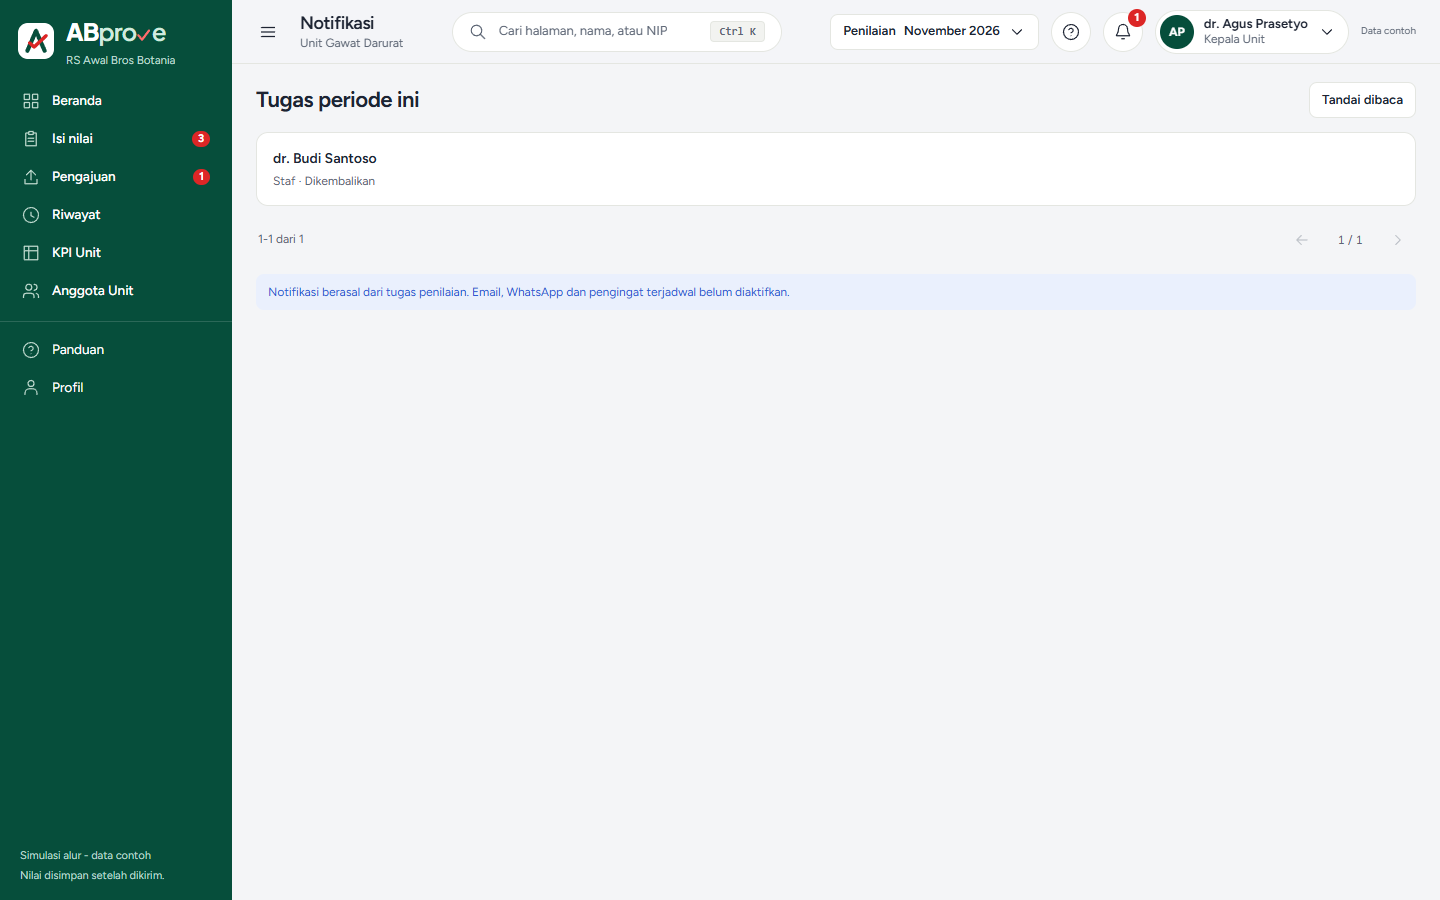 ABprove
RS Awal Bros Botania
Beranda
Isi nilai 3
Pengajuan 1
Riwayat
KPI Unit
Anggota Unit
Panduan
Profil
Simulasi alur - data contoh
Nilai disimpan setelah dikirim.
Notifikasi
Unit Gawat Darurat
Cari halaman, nama, atau NIP Ctrl K
Penilaian November 2026
1
AP
dr. Agus Prasetyo
Kepala Unit
Data contoh
Tugas periode ini
Tandai dibaca
dr. Budi Santoso
Staf · Dikembalikan
1-1 dari 1
1 / 1
Notifikasi berasal dari tugas penilaian. Email, WhatsApp dan pengingat terjadwal belum diaktifkan.